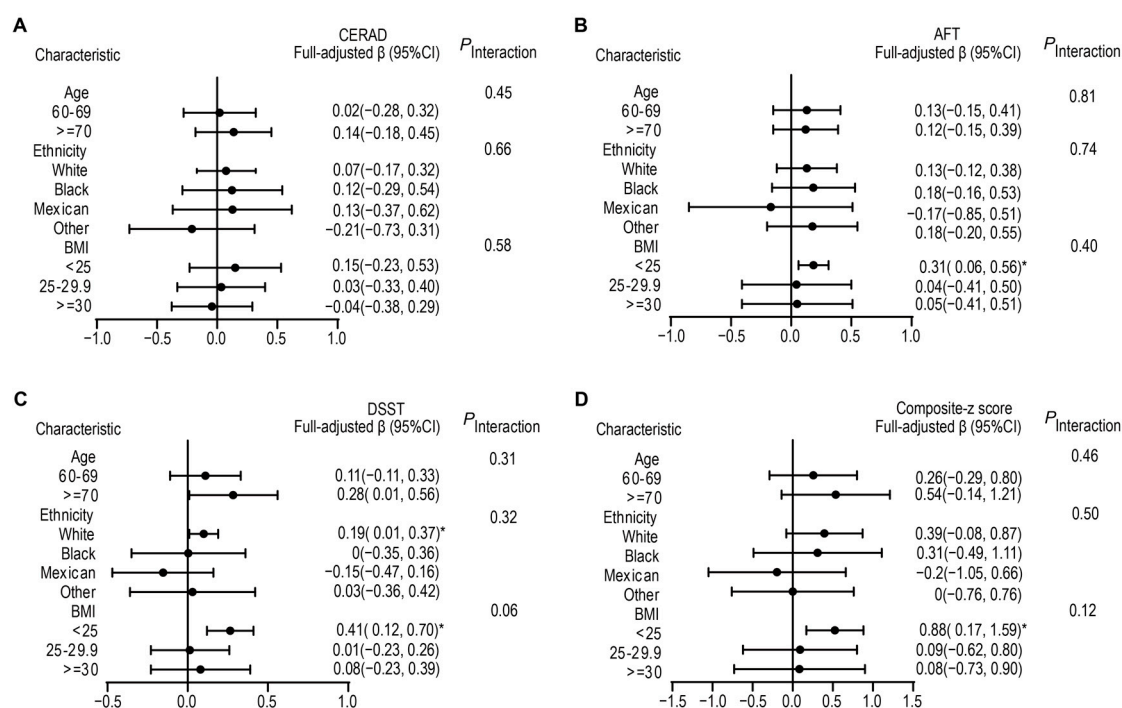 A
CERAD
Characteristic Full-adjusted β (95%CI) PInteraction
Age 0.45
60-69 0.02(−0.28, 0.32)
>=70 0.14(−0.18, 0.45)
Ethnicity 0.66
White 0.07(−0.17, 0.32)
Black 0.12(−0.29, 0.54)
Mexican 0.13(−0.37, 0.62)
Other −0.21(−0.73, 0.31)
BMI 0.58
<25 0.15(−0.23, 0.53)
25-29.9 0.03(−0.33, 0.40)
>=30 −0.04(−0.38, 0.29)
−1.0 −0.5 0.0 0.5 1.0
B
AFT
Characteristic Full-adjusted β (95%CI) PInteraction
Age 0.81
60-69 0.13(−0.15, 0.41)
>=70 0.12(−0.15, 0.39)
Ethnicity 0.74
White 0.13(−0.12, 0.38)
Black 0.18(−0.16, 0.53)
Mexican −0.17(−0.85, 0.51)
Other 0.18(−0.20, 0.55)
BMI 0.40
<25 0.31( 0.06, 0.56)*
25-29.9 0.04(−0.41, 0.50)
>=30 0.05(−0.41, 0.51)
−1.0 −0.5 0.0 0.5 1.0
C
DSST
Characteristic Full-adjusted β (95%CI) PInteraction
Age 0.31
60-69 0.11(−0.11, 0.33)
>=70 0.28( 0.01, 0.56)
Ethnicity 0.32
White 0.19( 0.01, 0.37)*
Black 0(−0.35, 0.36)
Mexican −0.15(−0.47, 0.16)
Other 0.03(−0.36, 0.42)
BMI 0.06
<25 0.41( 0.12, 0.70)*
25-29.9 0.01(−0.23, 0.26)
>=30 0.08(−0.23, 0.39)
−0.5 0.0 0.5 1.0
D
Composite-z score
Characteristic Full-adjusted β (95%CI) PInteraction
Age 0.46
60-69 0.26(−0.29, 0.80)
>=70 0.54(−0.14, 1.21)
Ethnicity 0.50
White 0.39(−0.08, 0.87)
Black 0.31(−0.49, 1.11)
Mexican −0.2(−1.05, 0.66)
Other 0(−0.76, 0.76)
BMI 0.12
<25 0.88( 0.17, 1.59)*
25-29.9 0.09(−0.62, 0.80)
>=30 0.08(−0.73, 0.90)
−1.5 −1.0 −0.5 0.0 0.5 1.0 1.5